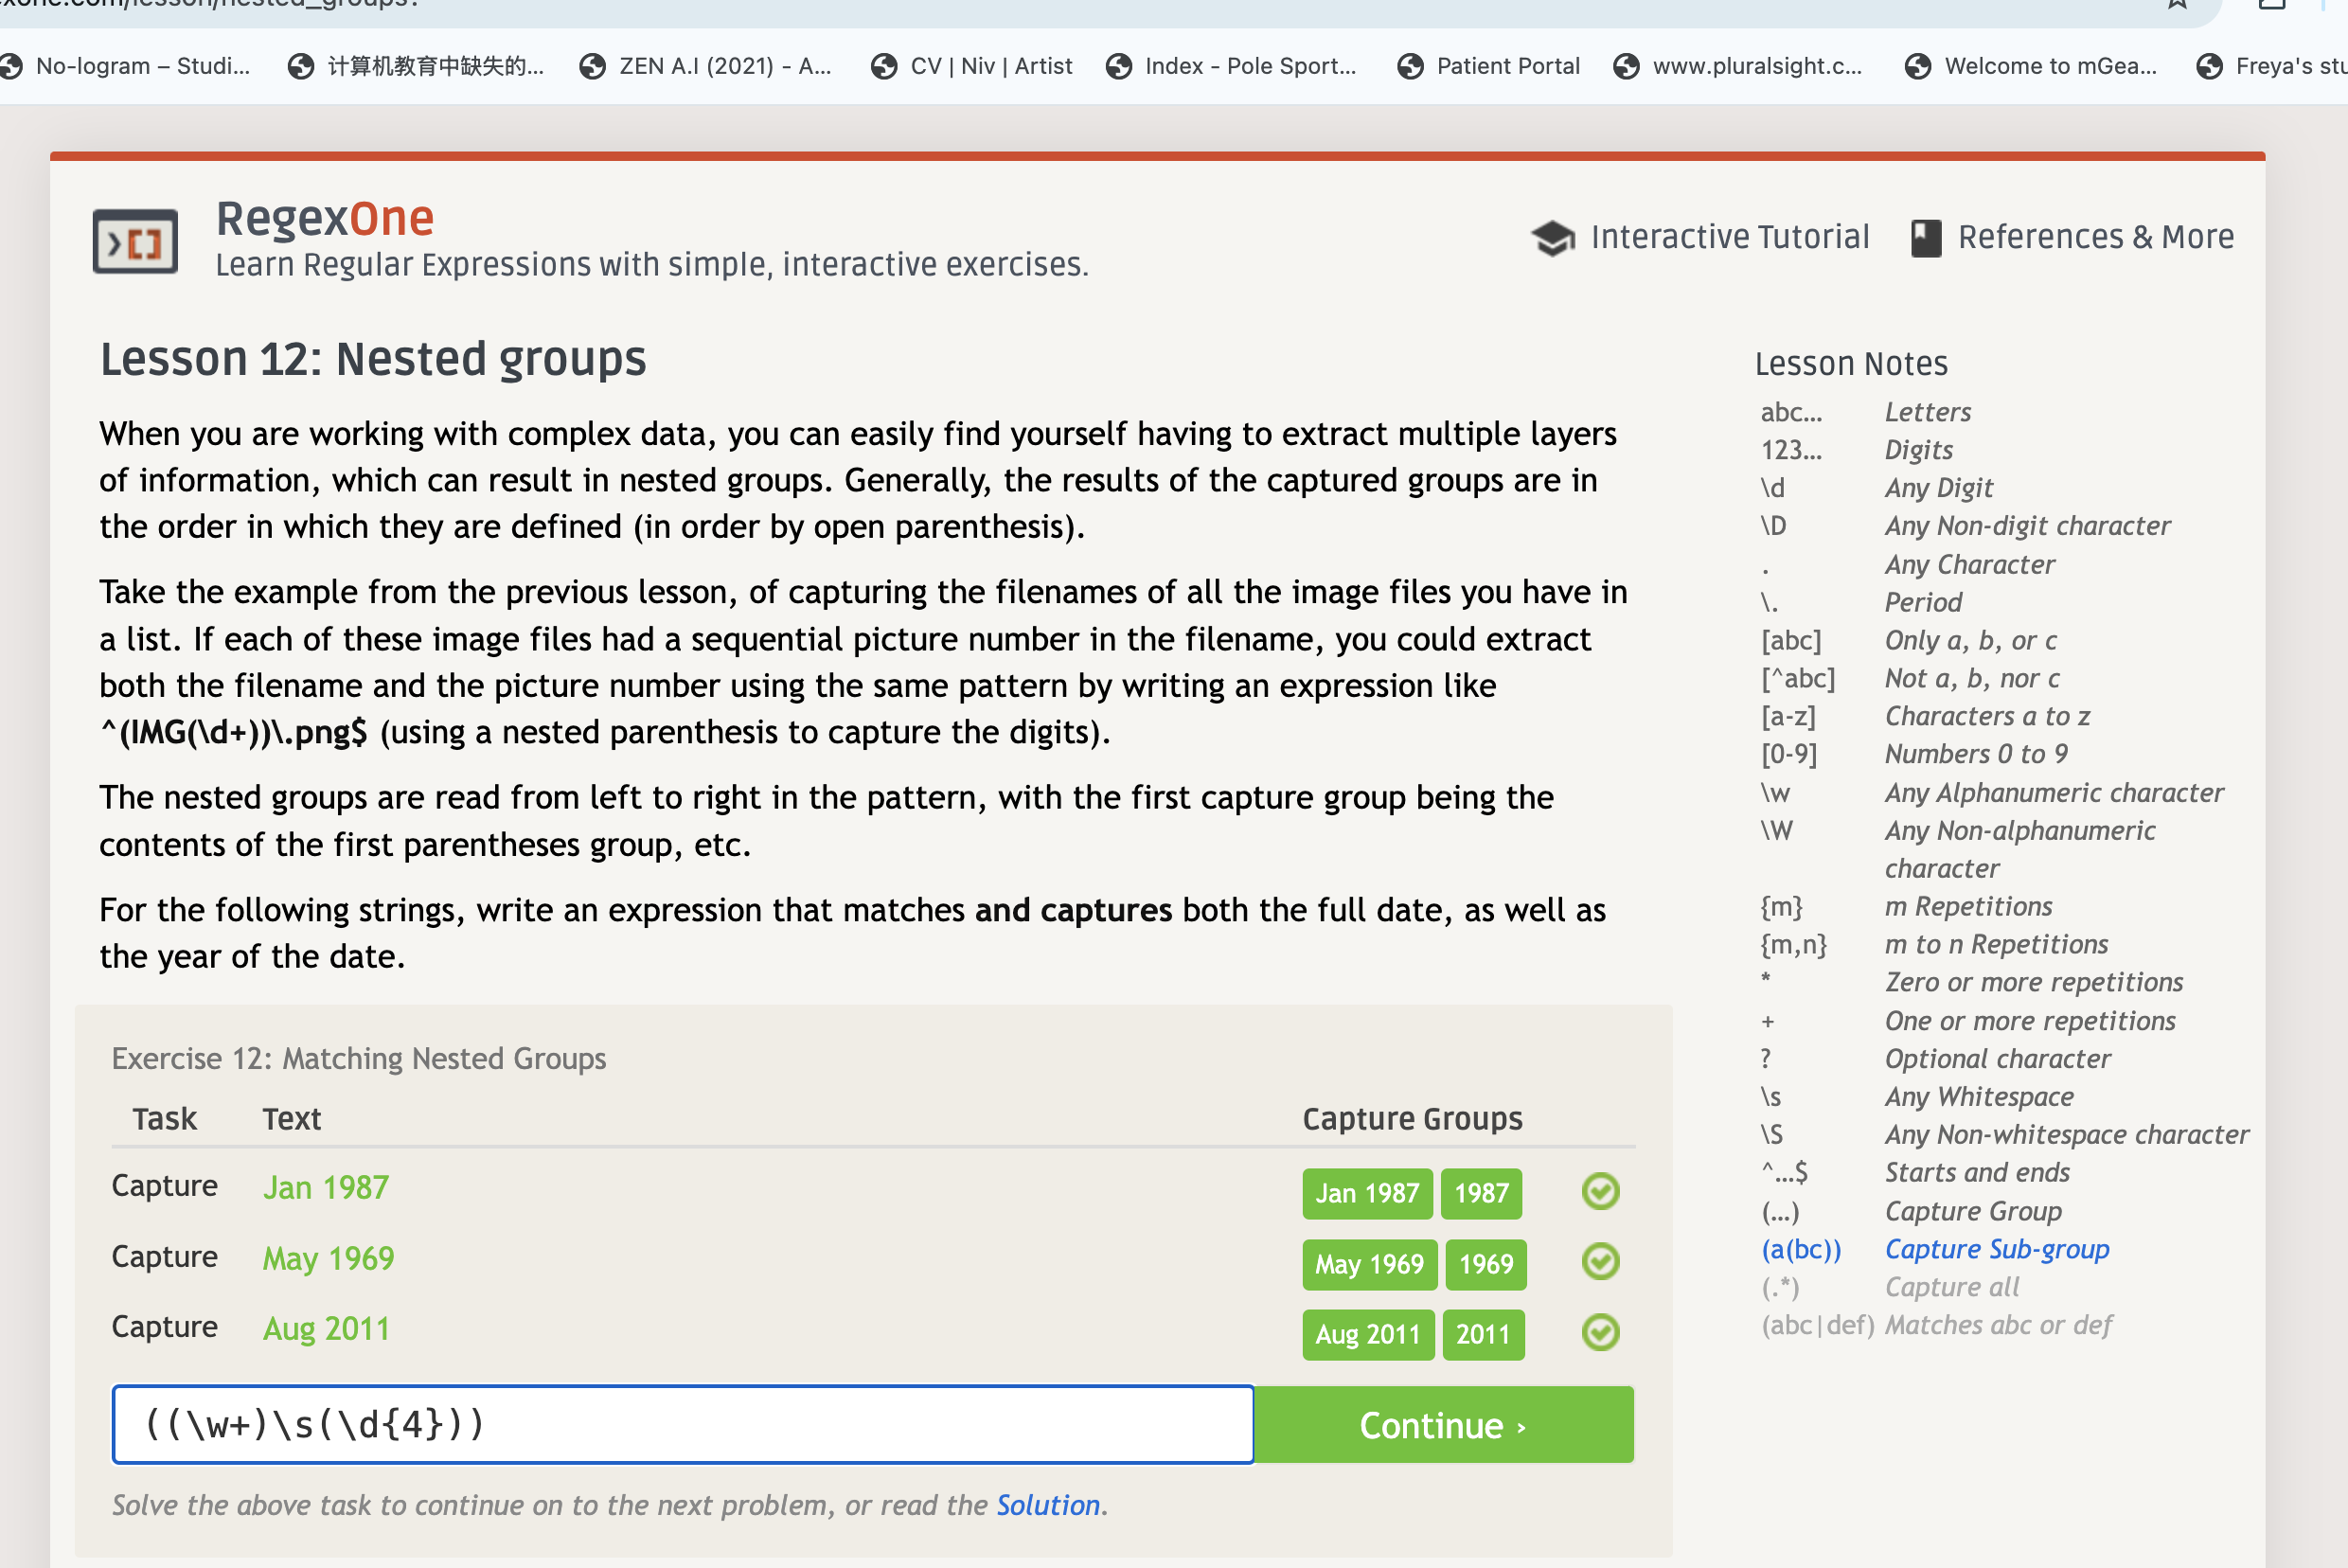 No-logram – Studi... 计算机教育中缺失的... ZEN A.I (2021) - A... CV | Niv | Artist Index - Pole Sport... Patient Portal www.pluralsight.c... Welcome to mGea... Freya's stu
RegexOne
Learn Regular Expressions with simple, interactive exercises.
Interactive Tutorial References & More
Lesson 12: Nested groups
When you are working with complex data, you can easily find yourself having to extract multiple layers
of information, which can result in nested groups. Generally, the results of the captured groups are in
the order in which they are defined (in order by open parenthesis).
Take the example from the previous lesson, of capturing the filenames of all the image files you have in
a list. If each of these image files had a sequential picture number in the filename, you could extract
both the filename and the picture number using the same pattern by writing an expression like
^(IMG(\d+))\.png$ (using a nested parenthesis to capture the digits).
The nested groups are read from left to right in the pattern, with the first capture group being the
contents of the first parentheses group, etc.
For the following strings, write an expression that matches and captures both the full date, as well as
the year of the date.
Exercise 12: Matching Nested Groups
Task Text Capture Groups
Capture Jan 1987 Jan 1987 1987
Capture May 1969 May 1969 1969
Capture Aug 2011 Aug 2011 2011
((\w+)\s(\d{4}))
Continue ›
Solve the above task to continue on to the next problem, or read the Solution.
Lesson Notes
abc… Letters
123… Digits
\d Any Digit
\D Any Non-digit character
. Any Character
\. Period
[abc] Only a, b, or c
[^abc] Not a, b, nor c
[a-z] Characters a to z
[0-9] Numbers 0 to 9
\w Any Alphanumeric character
\W Any Non-alphanumeric
character
{m} m Repetitions
{m,n} m to n Repetitions
* Zero or more repetitions
+ One or more repetitions
? Optional character
\s Any Whitespace
\S Any Non-whitespace character
^…$ Starts and ends
(…) Capture Group
(a(bc)) Capture Sub-group
(.*) Capture all
(abc|def) Matches abc or def